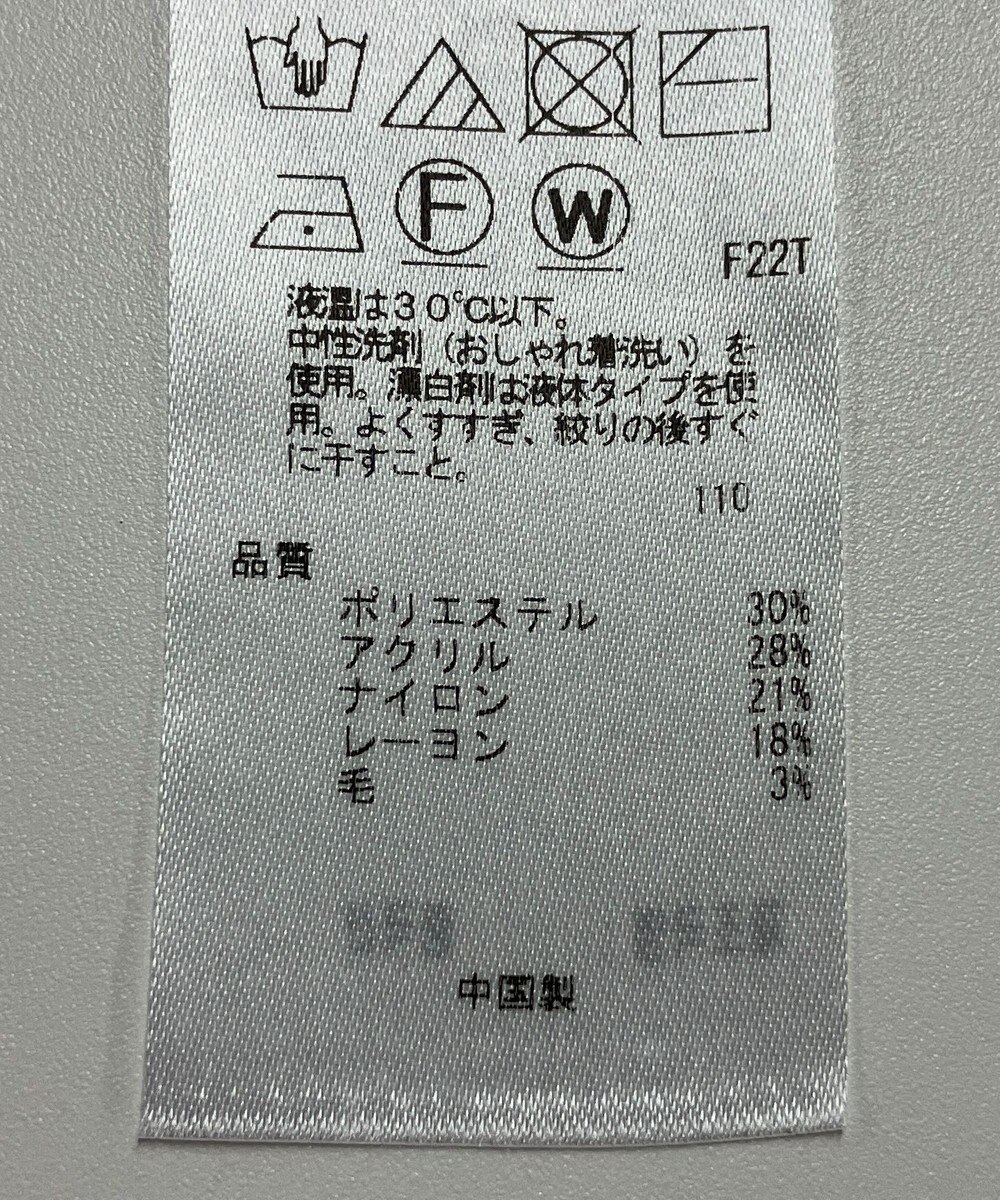 F W
F22T
液温は30℃以下。
中性洗剤（おしゃれ着洗い）を
使用。漂白剤は液体タイプを使
用。よくすすぎ、絞りの後すぐ
に干すこと。
110
品質
ポリエステル 30%
アクリル 28%
ナイロン 21%
レーヨン 18%
毛 3%
中国製